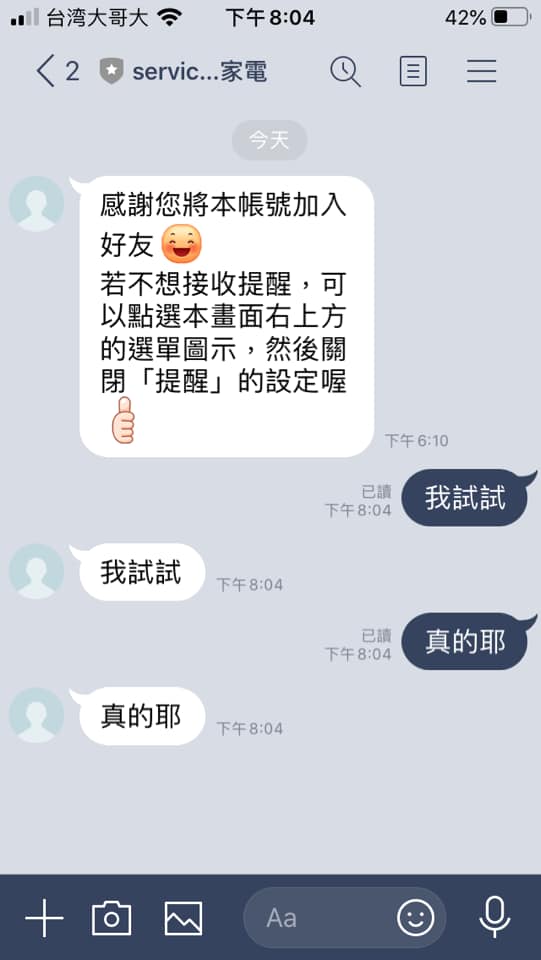 台湾大哥大 下午8:04 42%
2 servic...家電
今天
感謝您將本帳號加入
好友
若不想接收提醒，可
以點選本畫面右上方
的選單圖示，然後關
閉「提醒」的設定喔
下午6:10
已讀
下午8:04
我試試
我試試
下午8:04
已讀
下午8:04
真的耶
真的耶
下午8:04
Aa